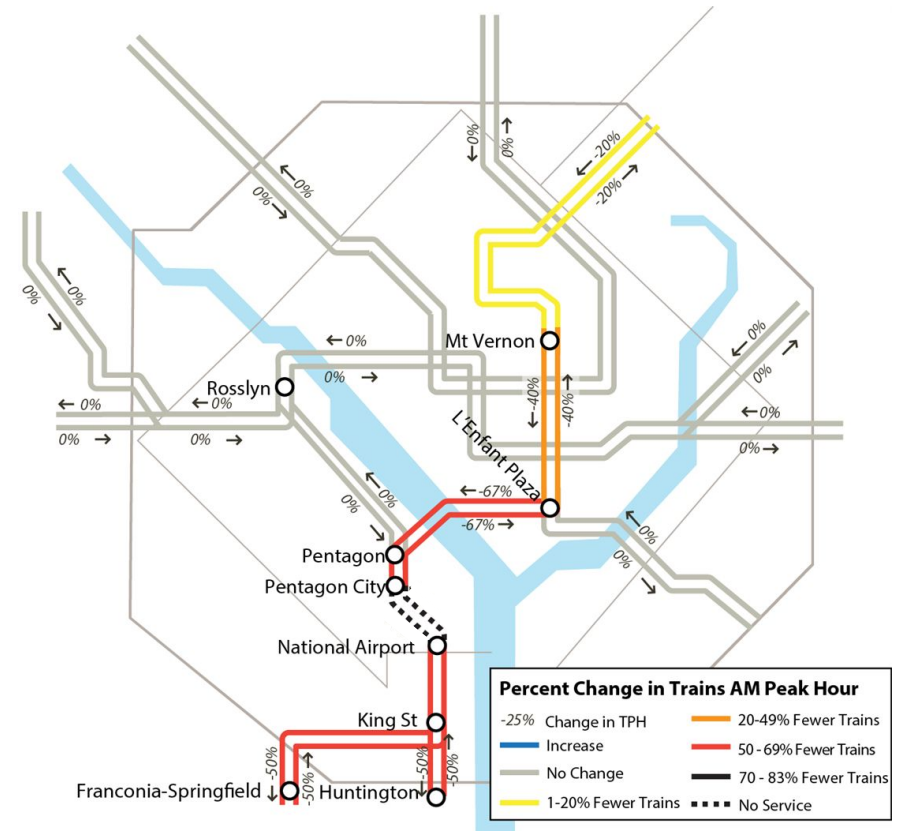 ←0%
0% →
←0%
0% →
←-20%
-20% →
←0%
0% →
← 0%
0% →
Mt Vernon
←0%
0% →
Rosslyn
← 0%
0% →
← 0%
0% →
←-40%
-40%→
←0%
0%→
L'Enfant Plaza
←0%
0% →
←-67%
-67% →
←0%
0% →
Pentagon
Pentagon City
National Airport
King St
←-50%
-50%→
←-50%
-50%→
Franconia-Springfield
Huntington
Percent Change in Trains AM Peak Hour
-25% Change in TPH
Increase
No Change
1-20% Fewer Trains
20-49% Fewer Trains
50 - 69% Fewer Trains
70 - 83% Fewer Trains
No Service